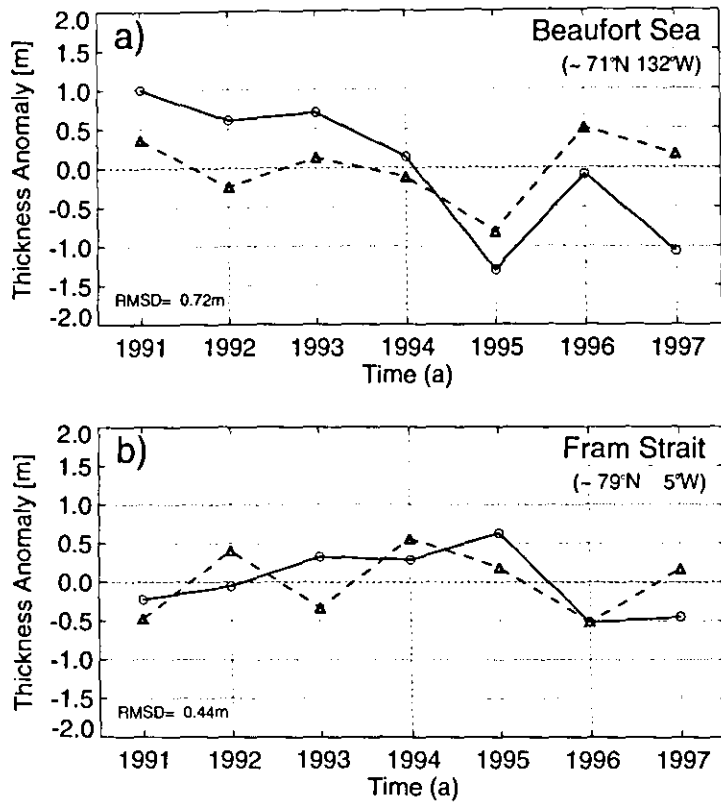 a)
Beaufort Sea
(~ 71°N 132°W)
Thickness Anomaly [m]
2.0
1.5
1.0
0.5
0.0
-0.5
-1.0
-1.5
-2.0
RMSD= 0.72m
1991 1992 1993 1994 1995 1996 1997
Time (a)
b)
Fram Strait
(~ 79°N 5°W)
Thickness Anomaly [m]
2.0
1.5
1.0
0.5
0.0
-0.5
-1.0
-1.5
-2.0
RMSD= 0.44m
1991 1992 1993 1994 1995 1996 1997
Time (a)